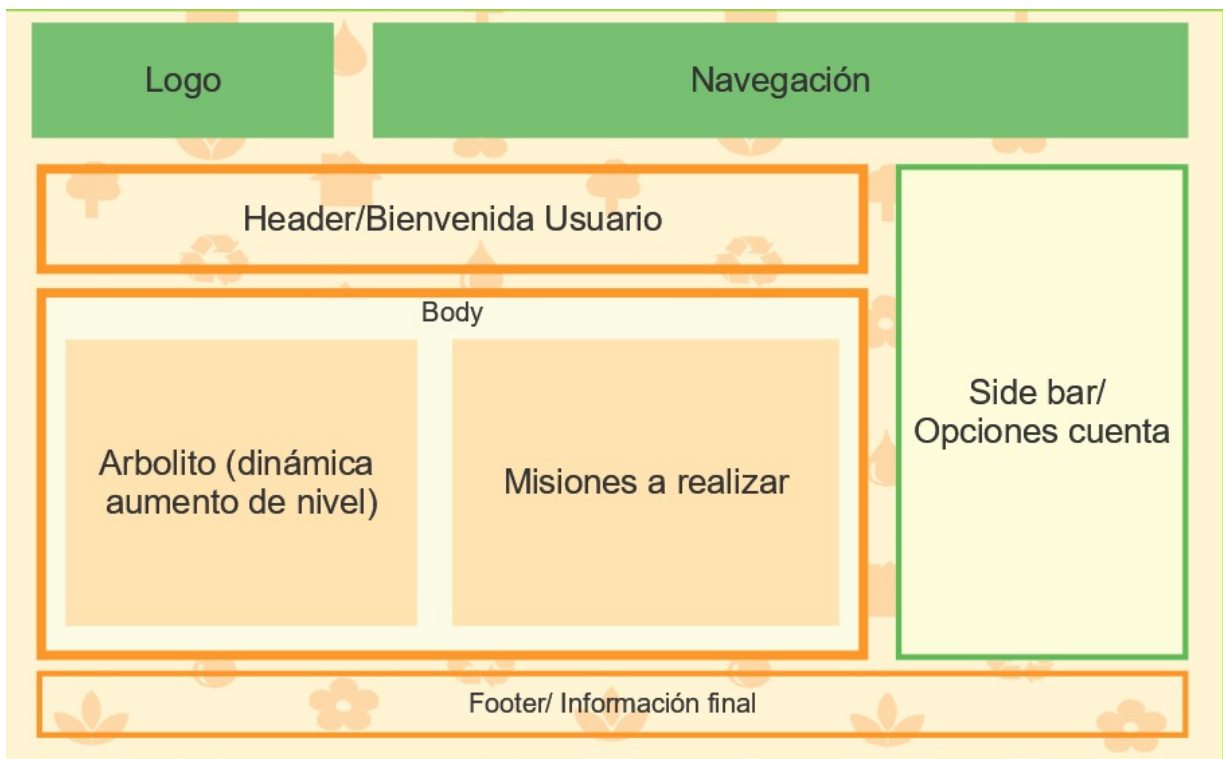 Logo
Navegación
Header/Bienvenida Usuario
Body
Arbolito (dinámica
aumento de nivel)
Misiones a realizar
Side bar/
Opciones cuenta
Footer/ Información final